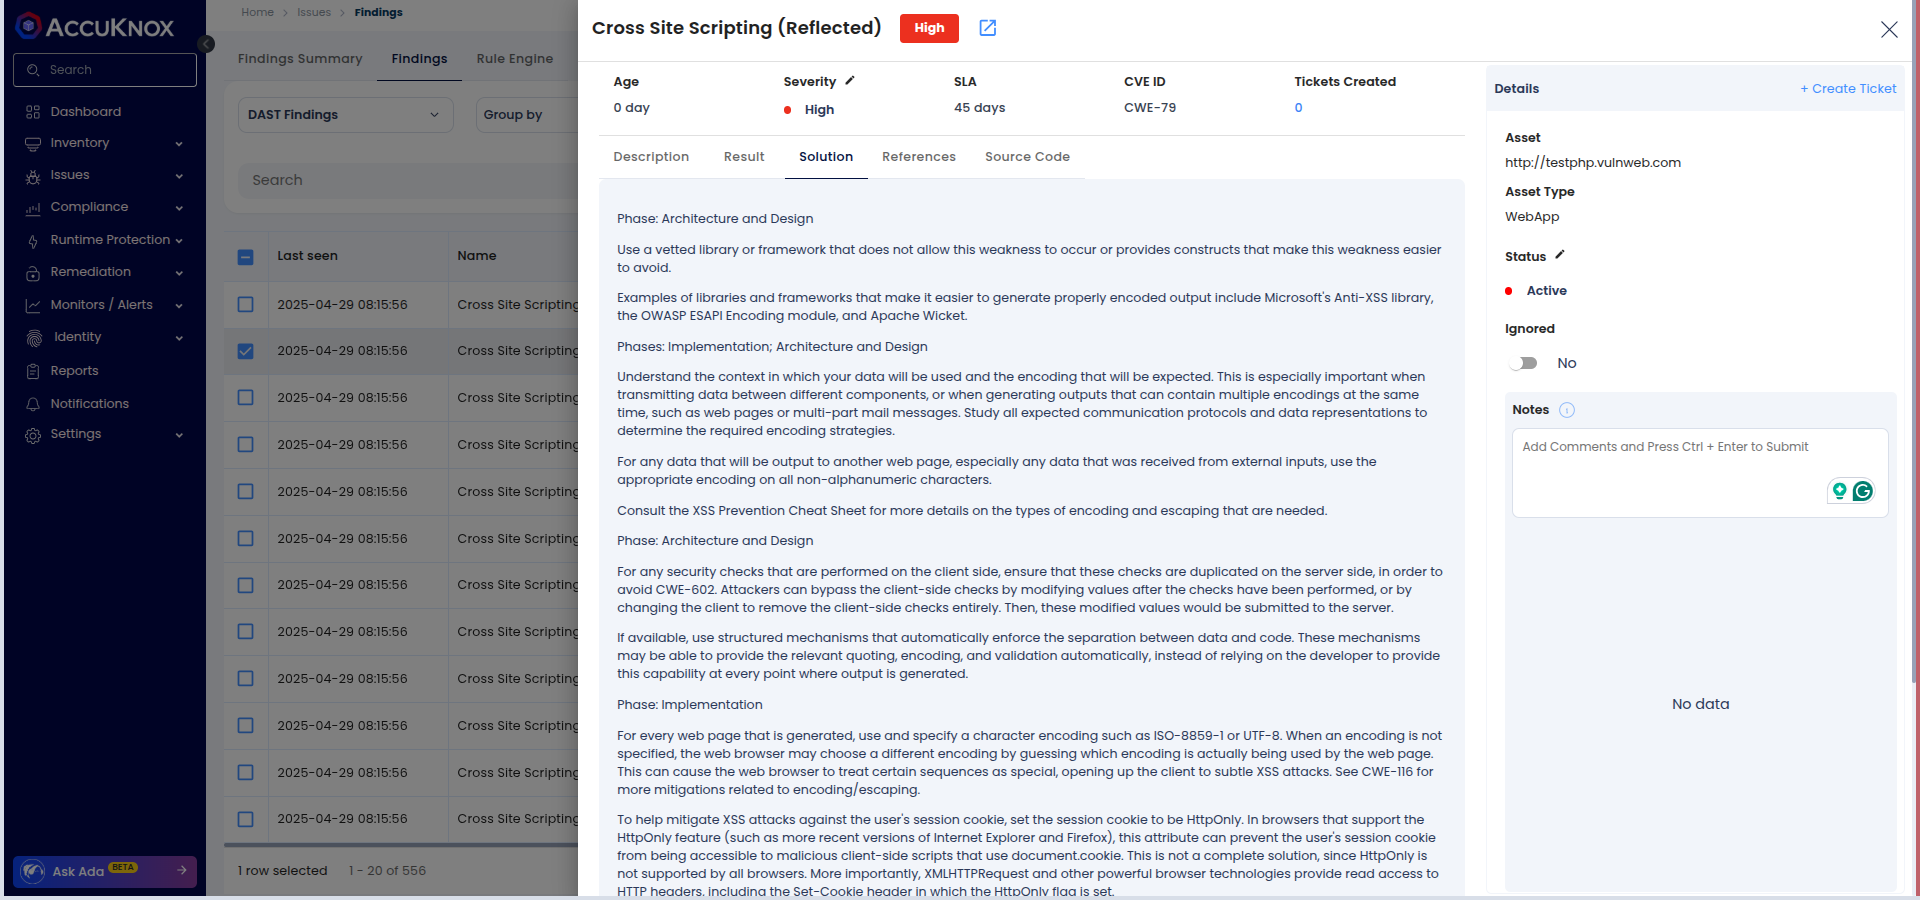 ACCUKNOX
Search
Dashboard
Inventory
Issues
Compliance
Runtime Protection
Remediation
Monitors / Alerts
Identity
Reports
Notifications
Settings
Ask Ada BETA
Home > Issues > Findings
Findings Summary Findings Rule Engine
DAST Findings Group by
Search
Last seen Name
2025-04-29 08:15:56 Cross Site Scripting
2025-04-29 08:15:56 Cross Site Scripting
2025-04-29 08:15:56 Cross Site Scripting
2025-04-29 08:15:56 Cross Site Scripting
2025-04-29 08:15:56 Cross Site Scripting
2025-04-29 08:15:56 Cross Site Scripting
2025-04-29 08:15:56 Cross Site Scripting
2025-04-29 08:15:56 Cross Site Scripting
2025-04-29 08:15:56 Cross Site Scripting
2025-04-29 08:15:56 Cross Site Scripting
2025-04-29 08:15:56 Cross Site Scripting
2025-04-29 08:15:56 Cross Site Scripting
1 row selected 1 - 20 of 556
Cross Site Scripting (Reflected) High
Age Severity SLA CVE ID Tickets Created
0 day High 45 days CWE-79 0
Description Result Solution References Source Code
Phase: Architecture and Design
Use a vetted library or framework that does not allow this weakness to occur or provides constructs that make this weakness easier
to avoid.
Examples of libraries and frameworks that make it easier to generate properly encoded output include Microsoft's Anti-XSS library,
the OWASP ESAPI Encoding module, and Apache Wicket.
Phases: Implementation; Architecture and Design
Understand the context in which your data will be used and the encoding that will be expected. This is especially important when
transmitting data between different components, or when generating outputs that can contain multiple encodings at the same
time, such as web pages or multi-part mail messages. Study all expected communication protocols and data representations to
determine the required encoding strategies.
For any data that will be output to another web page, especially any data that was received from external inputs, use the
appropriate encoding on all non-alphanumeric characters.
Consult the XSS Prevention Cheat Sheet for more details on the types of encoding and escaping that are needed.
Phase: Architecture and Design
For any security checks that are performed on the client side, ensure that these checks are duplicated on the server side, in order to
avoid CWE-602. Attackers can bypass the client-side checks by modifying values after the checks have been performed, or by
changing the client to remove the client-side checks entirely. Then, these modified values would be submitted to the server.
If available, use structured mechanisms that automatically enforce the separation between data and code. These mechanisms
may be able to provide the relevant quoting, encoding, and validation automatically, instead of relying on the developer to provide
this capability at every point where output is generated.
Phase: Implementation
For every web page that is generated, use and specify a character encoding such as ISO-8859-1 or UTF-8. When an encoding is not
specified, the web browser may choose a different encoding by guessing which encoding is actually being used by the web page.
This can cause the web browser to treat certain sequences as special, opening up the client to subtle XSS attacks. See CWE-116 for
more mitigations related to encoding/escaping.
To help mitigate XSS attacks against the user's session cookie, set the session cookie to be HttpOnly. In browsers that support the
HttpOnly feature (such as more recent versions of Internet Explorer and Firefox), this attribute can prevent the user's session cookie
from being accessible to malicious client-side scripts that use document.cookie. This is not a complete solution, since HttpOnly is
not supported by all browsers. More importantly, XMLHTTPRequest and other powerful browser technologies provide read access to
HTTP headers, including the Set-Cookie header in which the HttpOnly flag is set.
Details + Create Ticket
Asset
http://testphp.vulnweb.com
Asset Type
WebApp
Status
Active
Ignored
No
Notes
Add Comments and Press Ctrl + Enter to Submit
No data